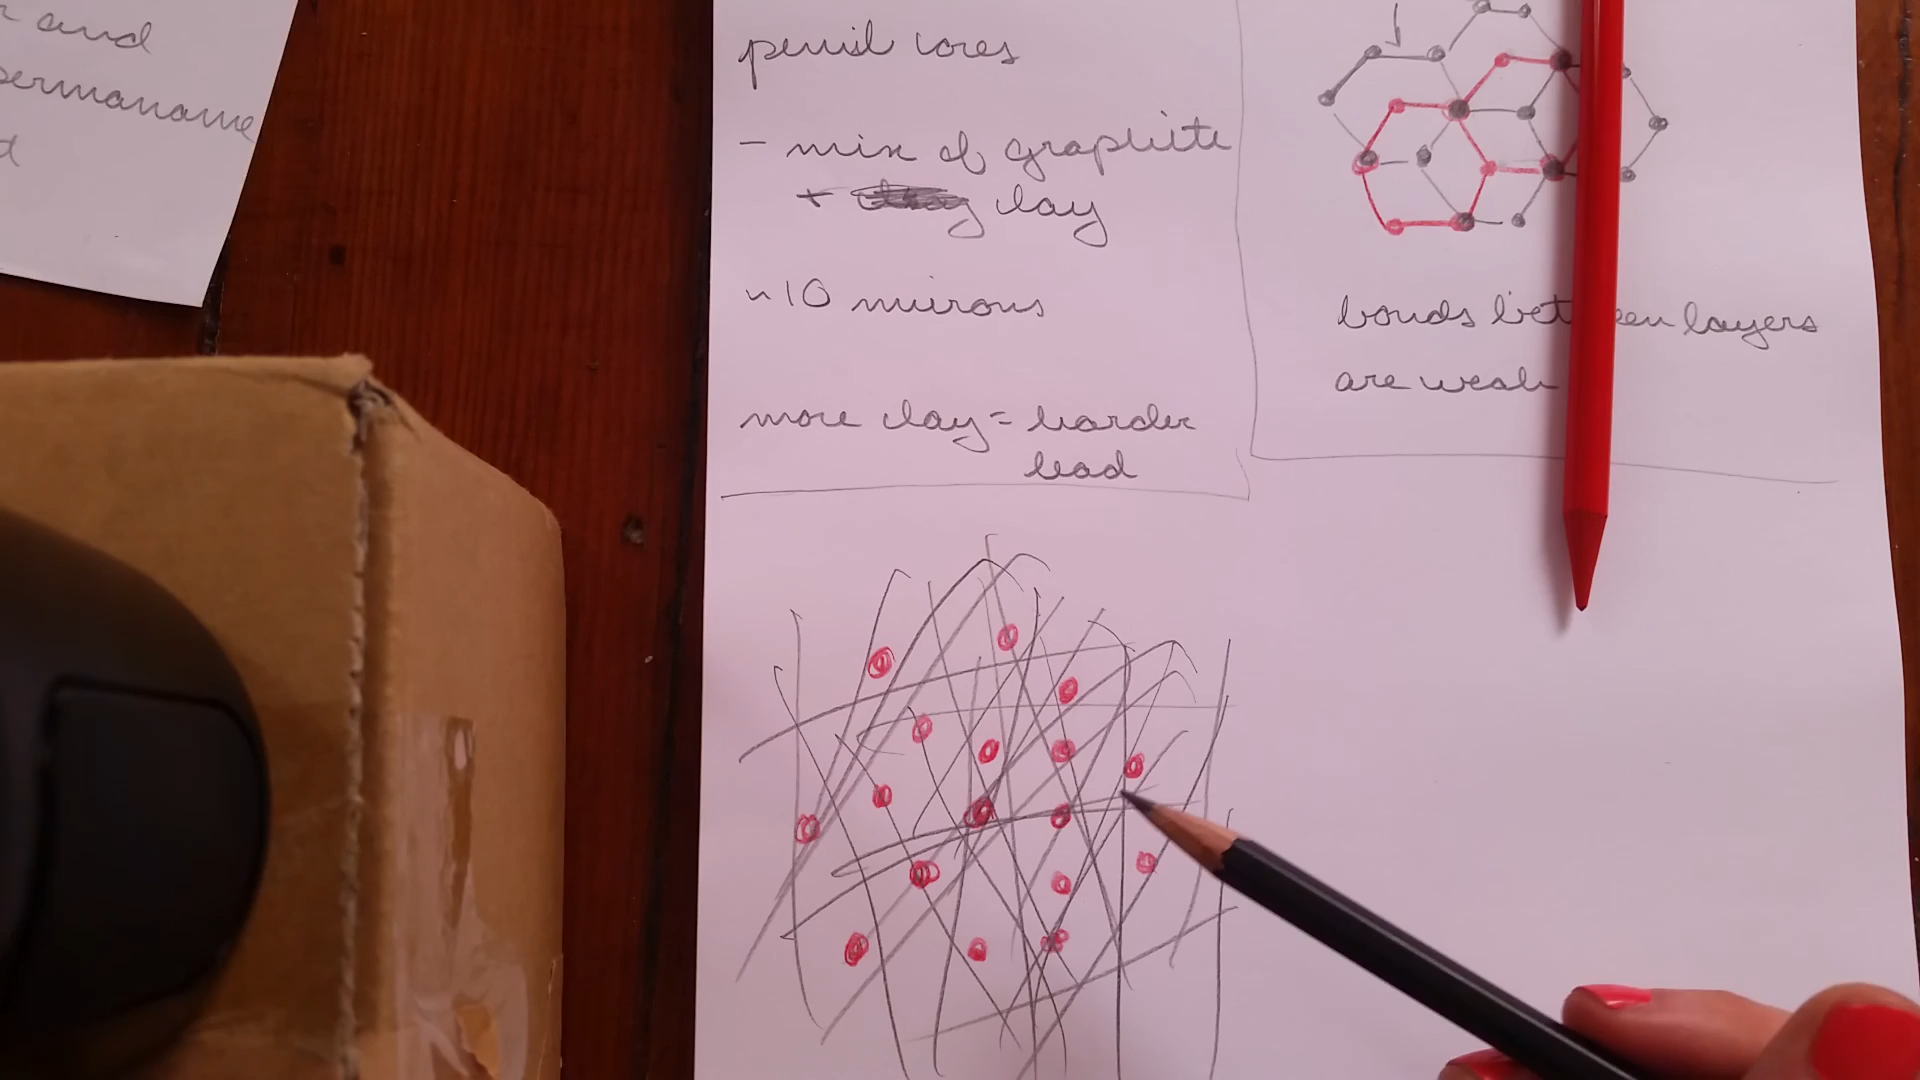 and
permanan
pencil cores
- mix of graphite
+ clay
~10 microns
more clay = harder
lead
bonds bet een layers
are weak